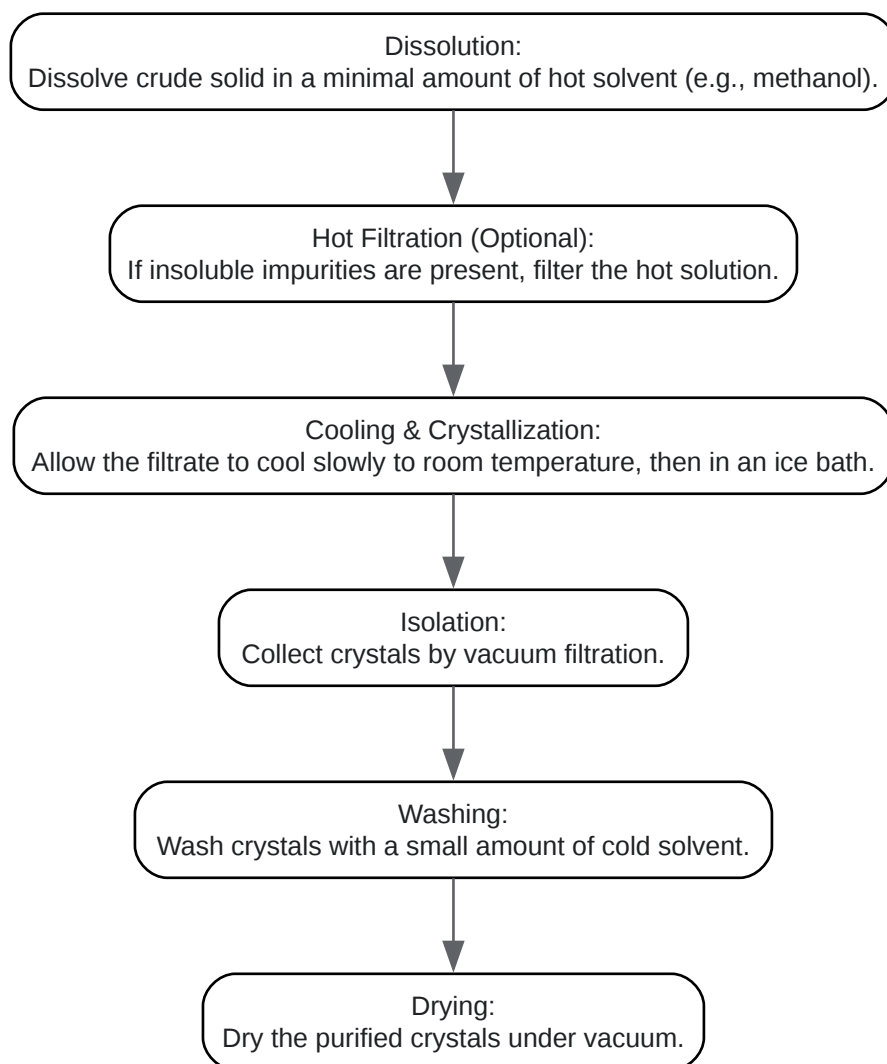 Dissolution:
Dissolve crude solid in a minimal amount of hot solvent (e.g., methanol).
Hot Filtration (Optional):
If insoluble impurities are present, filter the hot solution.
Cooling & Crystallization:
Allow the filtrate to cool slowly to room temperature, then in an ice bath.
Isolation:
Collect crystals by vacuum filtration.
Washing:
Wash crystals with a small amount of cold solvent.
Drying:
Dry the purified crystals under vacuum.